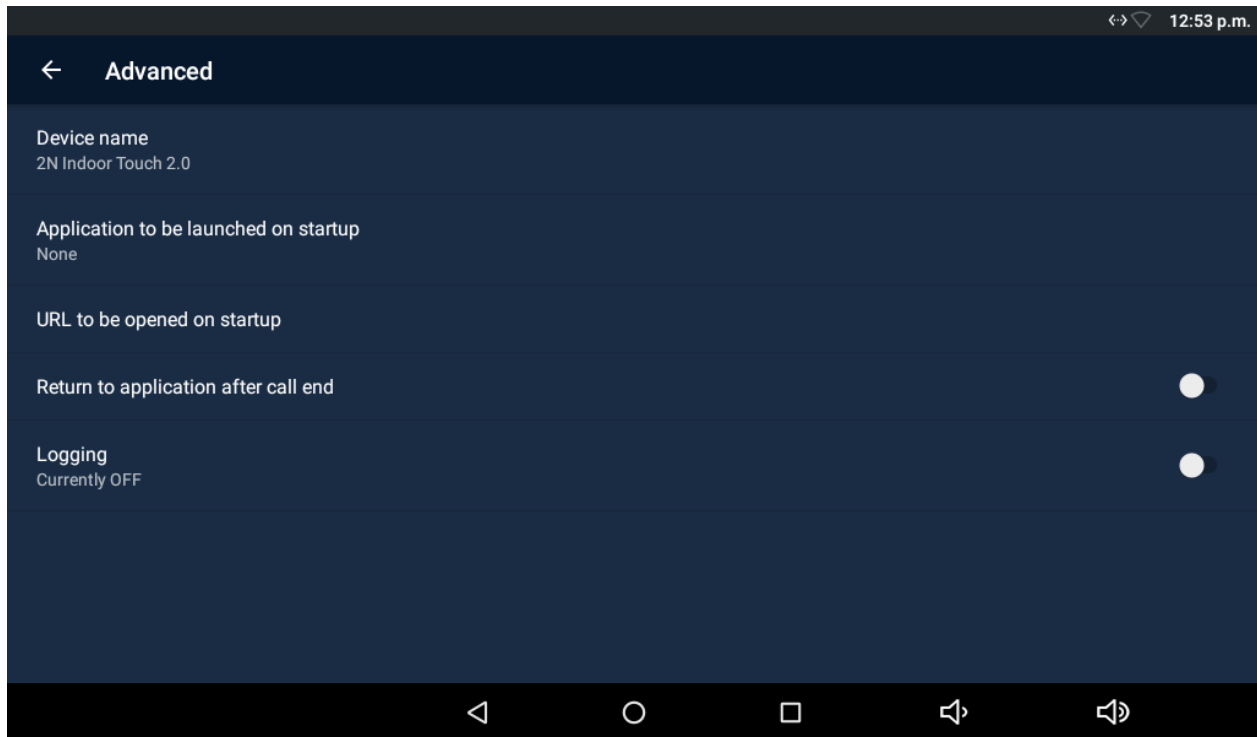 12:53 p.m.
Advanced
Device name
2N Indoor Touch 2.0
Application to be launched on startup
None
URL to be opened on startup
Return to application after call end
Logging
Currently OFF